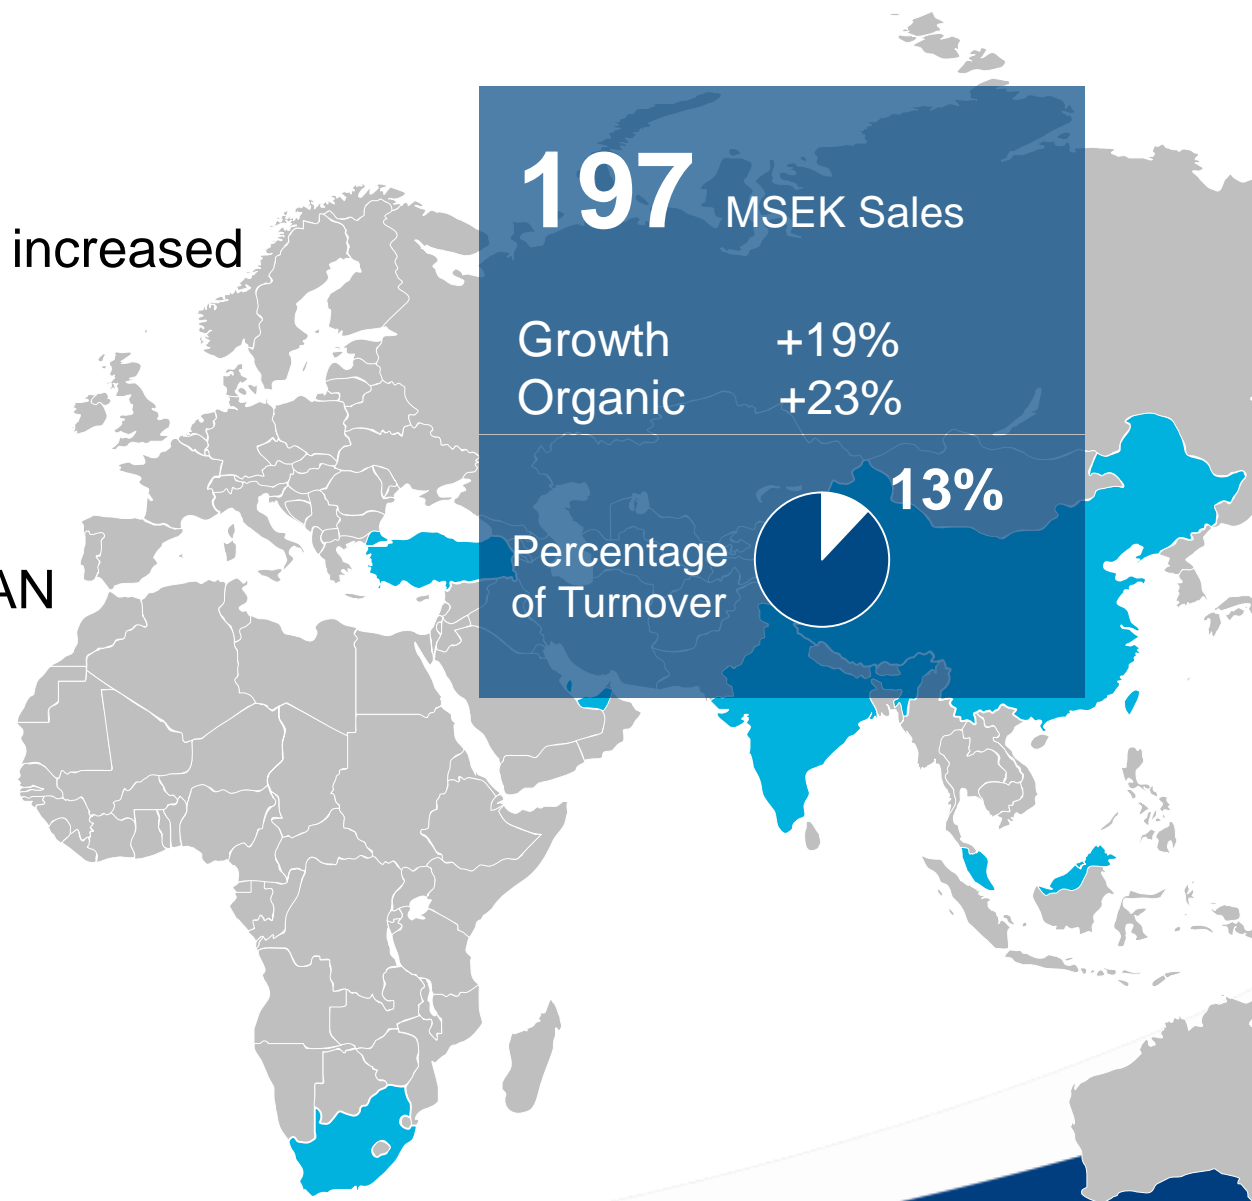 increased
AN
197 MSEK Sales
Growth +19%
Organic +23%
13%
Percentage
of Turnover